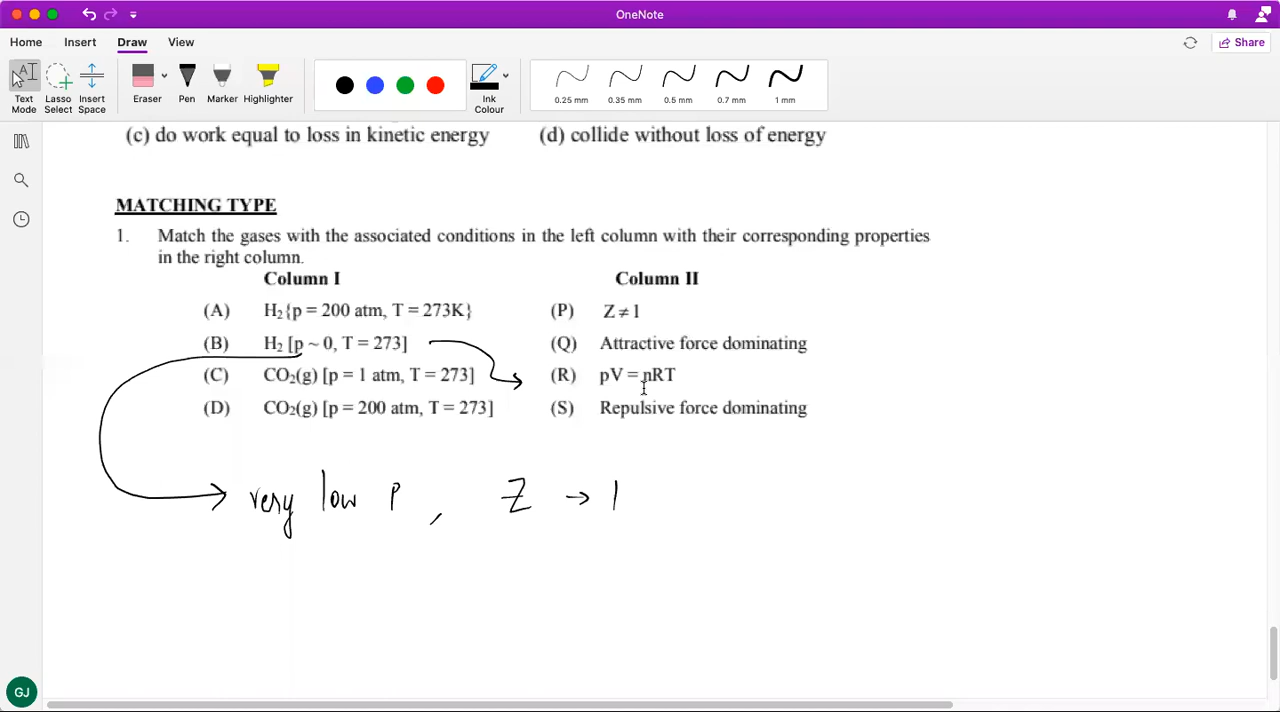 OneNote
Home Insert Draw View Share
Text Mode Lasso Select Insert Space Eraser Pen Marker Highlighter Ink Colour 0.25 mm 0.35 mm 0.5 mm 0.7 mm 1 mm
(c) do work equal to loss in kinetic energy (d) collide without loss of energy
MATCHING TYPE
1. Match the gases with the associated conditions in the left column with their corresponding properties
in the right column.
Column I Column II
(A) H₂{p = 200 atm, T = 273K} (P) Z ≠ 1
(B) H₂ [p ~ 0, T = 273] (Q) Attractive force dominating
(C) CO₂(g) [p = 1 atm, T = 273] (R) pV = nRT
(D) CO₂(g) [p = 200 atm, T = 273] (S) Repulsive force dominating
very low P, Z → 1
GJ